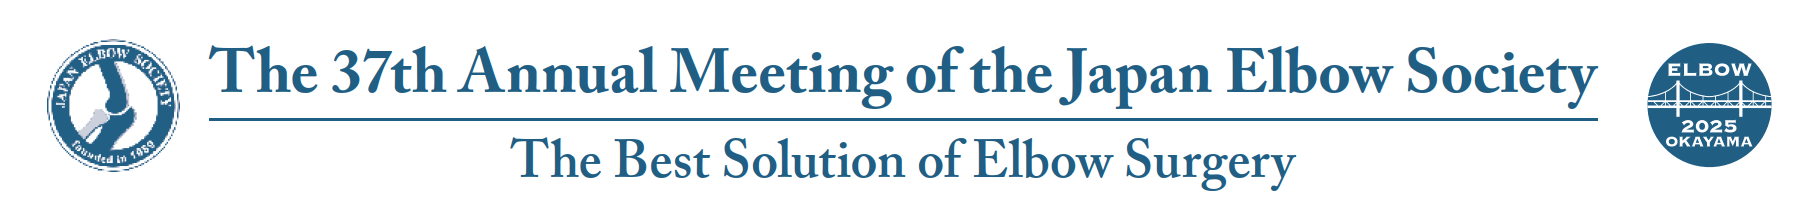 JAPAN ELBOW SOCIETY
founded in 1989
The 37th Annual Meeting of the Japan Elbow Society
The Best Solution of Elbow Surgery
ELBOW
2025
OKAYAMA